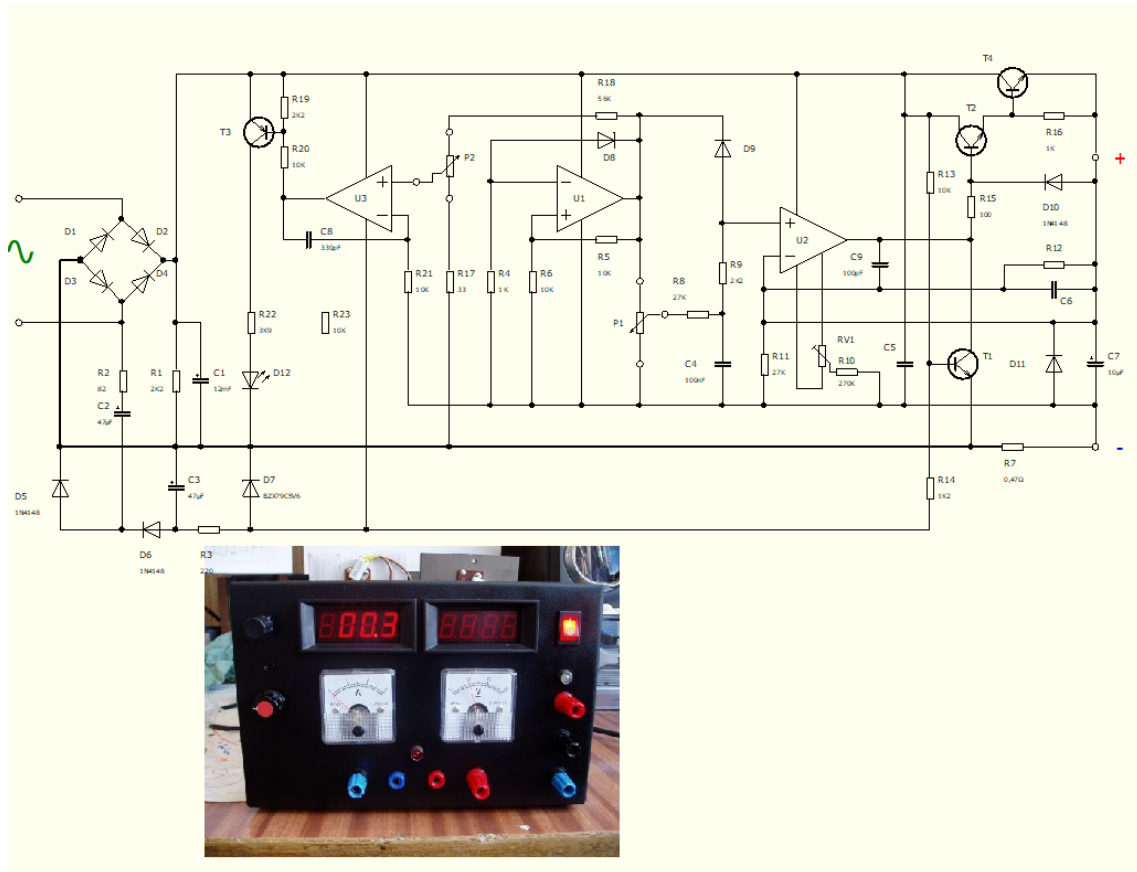 T4
R18
56K
R19
2K2
T3
T2
R16
1K
D8
D9
P2
R20
10K
+
R13
10K
U3
U1
R15
100
D10
1N4148
D1
D2
U2
C8
330pF
R5
10K
R12
C9
100pF
D3
D4
R21
10K
R17
33
R4
1K
R6
10K
R9
2K2
R8
27K
C6
R22
3K9
R23
10K
P1
RV1
C5
T1
D11
C7
10µF
R2
82
R1
2K2
C1
12mF
D12
C4
100nF
R11
27K
R10
270K
C2
47µF
-
R7
0,47Ω
D5
1N4148
C3
47µF
D7
BZX79C5V6
R14
1K2
D6
1N4148
R3
220
00.3
A
V